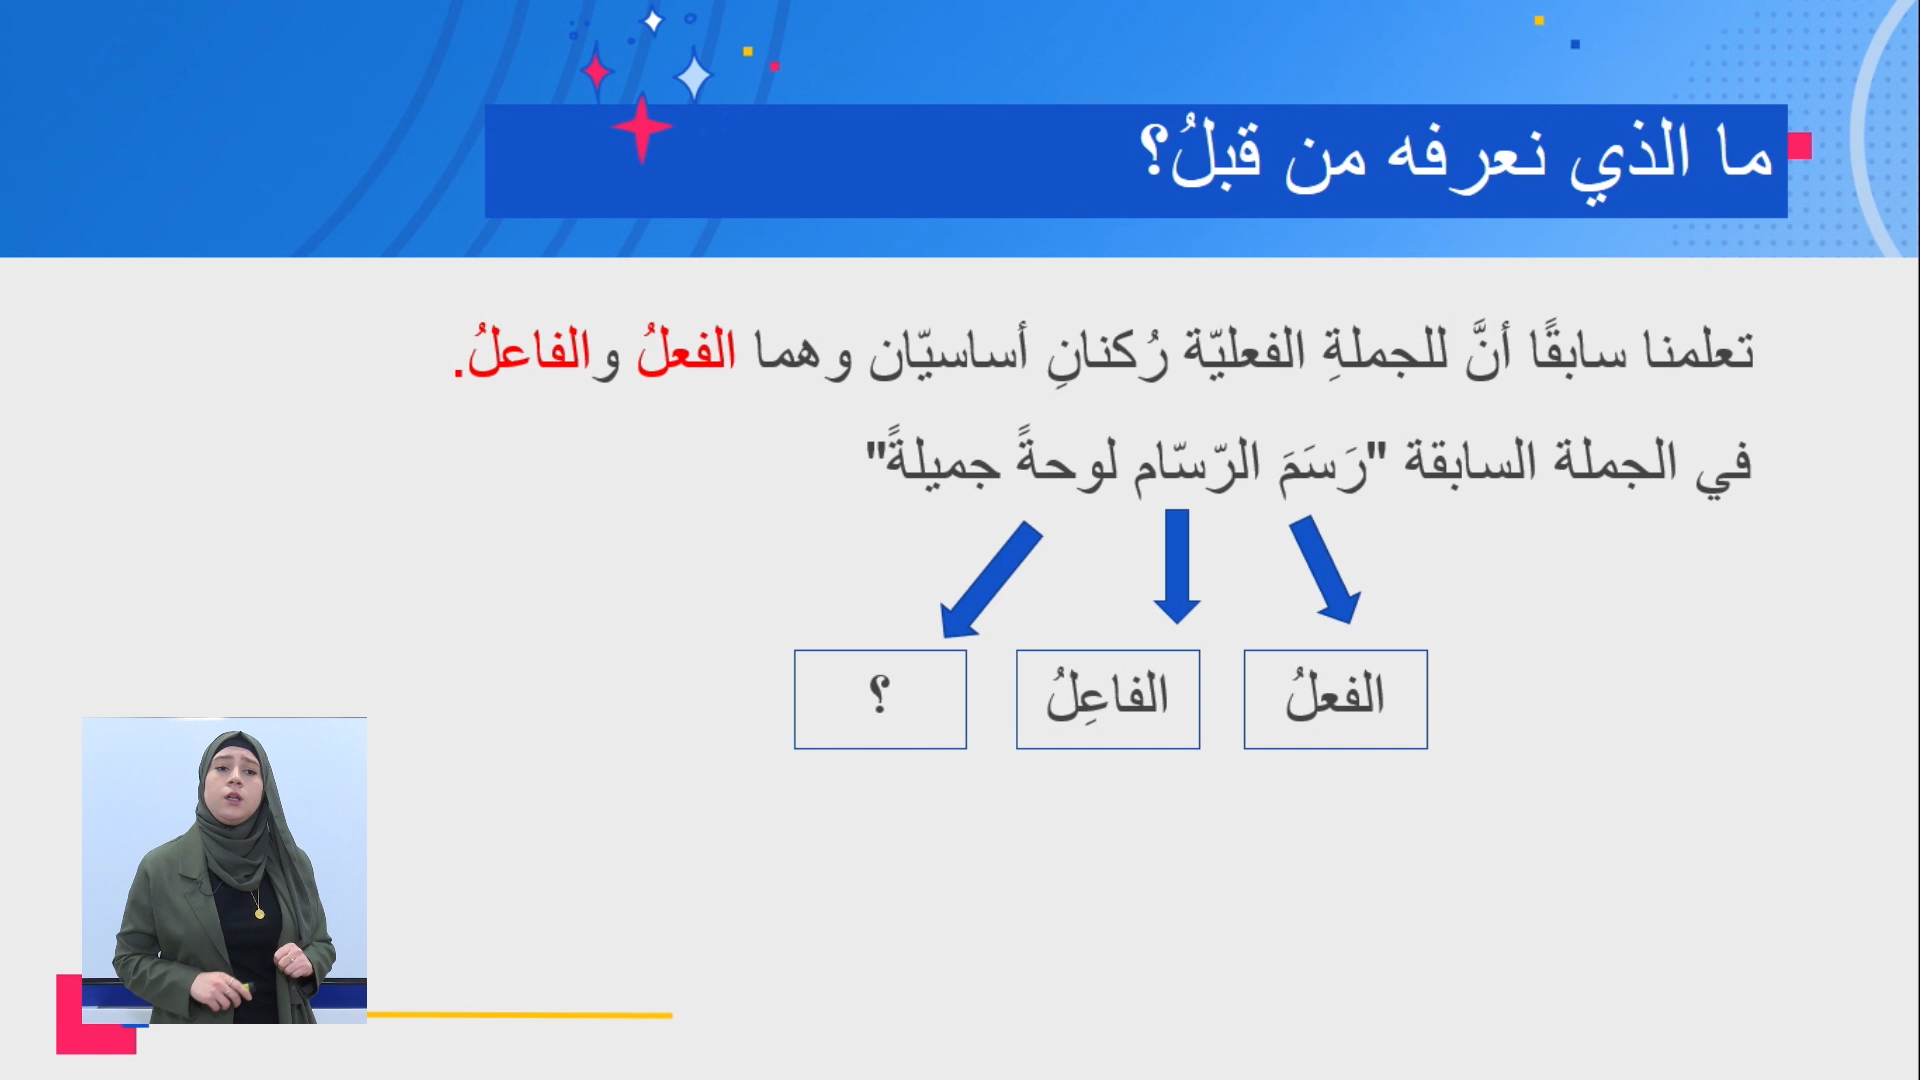 ما الذي نعرفه من قبلُ؟
تعلمنا سابقًا أنَّ للجملةِ الفعليّة رُكنانِ أساسيّان وهما الفعلُ والفاعلُ.
في الجملة السابقة "رَسَمَ الرّسّام لوحةً جميلةً"
الفعلُ
الفاعِلُ
؟